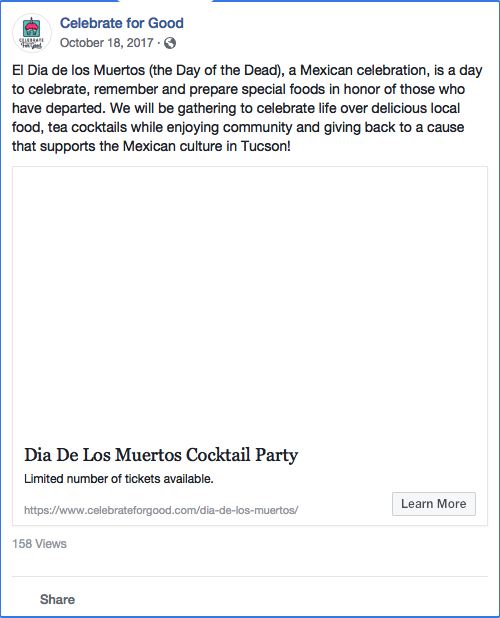 Celebrate for Good
October 18, 2017 ·
El Dia de los Muertos (the Day of the Dead), a Mexican celebration, is a day
to celebrate, remember and prepare special foods in honor of those who
have departed. We will be gathering to celebrate life over delicious local
food, tea cocktails while enjoying community and giving back to a cause
that supports the Mexican culture in Tucson!
Dia De Los Muertos Cocktail Party
Limited number of tickets available.
https://www.celebrateforgood.com/dia-de-los-muertos/
Learn More
158 Views
Share